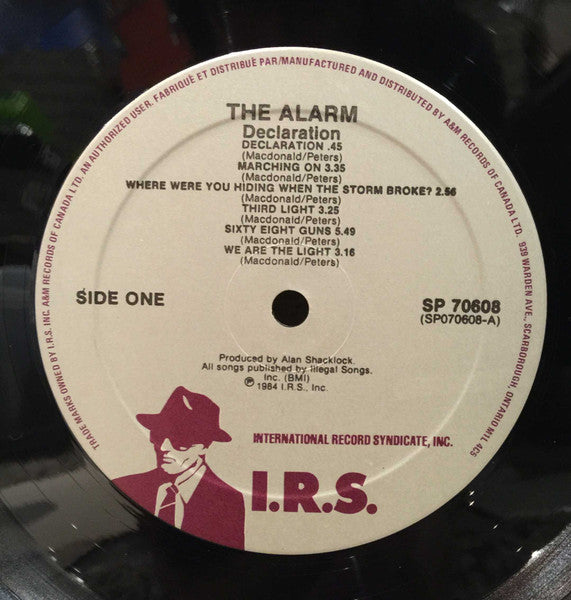 THE ALARM
Declaration
DECLARATION .45
(Macdonald/Peters)
MARCHING ON 3.35
(Macdonald/Peters)
WHERE WERE YOU HIDING WHEN THE STORM BROKE? 2.56
(Macdonald/Peters)
THIRD LIGHT 3.25
(Macdonald/Peters)
SIXTY EIGHT GUNS 5.49
(Macdonald/Peters)
WE ARE THE LIGHT 3.16
(Macdonald/Peters)
SIDE ONE
SP 70608
(SP070608-A)
Produced by Alan Shacklock.
All songs published by Illegal Songs.
Inc. (BMI)
℗ 1984 I.R.S., Inc.
INTERNATIONAL RECORD SYNDICATE, INC.
I.R.S.
TRADE MARKS OWNED BY I.R.S. INC. A&M RECORDS OF CANADA LTD. AN AUTHORIZED USER. FABRIQUÉ ET DISTRIBUÉ PAR/MANUFACTURED AND DISTRIBUTED BY A&M RECORDS OF CANADA LTD. 939 WARDEN AVE., SCARBOROUGH, ONTARIO M1L 4C5